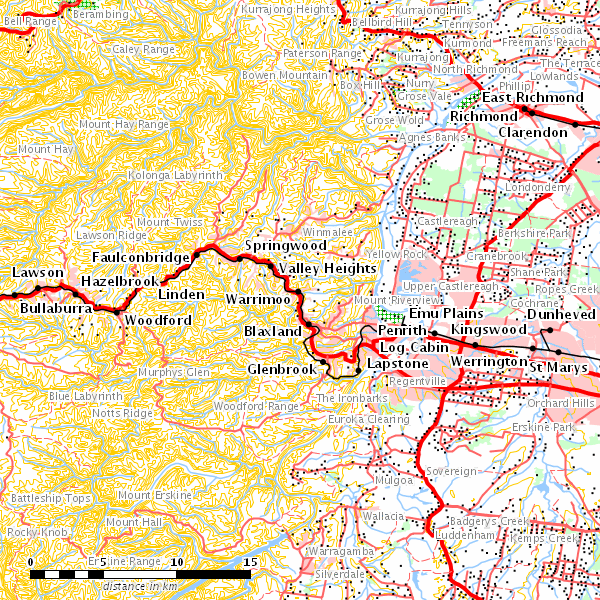 Kurrajong Heights
Kurrajong Hills
Bell Range
Berambing
Bellbird Hill
Tennyson
Glossodia
Kurmond
Freemans Reach
Caley Range
Paterson Range
Kurrajong
The Terrace
North Richmond
Lowlands
Bowen Mountain
Box Hill
Nurry
Phillip
Grose Vale
East Richmond
Richmond
Grose Wold
Clarendon
Mount Hay Range
Agnes Banks
Mount Hay
Kolonga Labyrinth
Londonderry
Mount Twiss
Castlereagh
Lawson Ridge
Winmalee
Berkshire Park
Springwood
Faulconbridge
Yellow Rock
Cranebrook
Lawson
Valley Heights
Shane Park
Hazelbrook
Upper Castlereagh
Ropes Creek
Linden
Warrimoo
Mount Riverview
Cochrane
Bullaburra
Emu Plains
Dunheved
Woodford
Blaxland
Penrith
Kingswood
Log Cabin
Glenbrook
Lapstone
Werrington
St Marys
Murphys Glen
Regentville
Blue Labyrinth
The Ironbarks
Orchard Hills
Notts Ridge
Woodford Range
Euroka Clearing
Erskine Park
Sovereign
Mulgoa
Battleship Tops
Mount Erskine
Wallacia
Mount Hall
Badgerys Creek
Rocky Knob
Luddenham
Kemps Creek
Warragamba
Erskine Range
Silverdale
0 5 10 15
distance in km